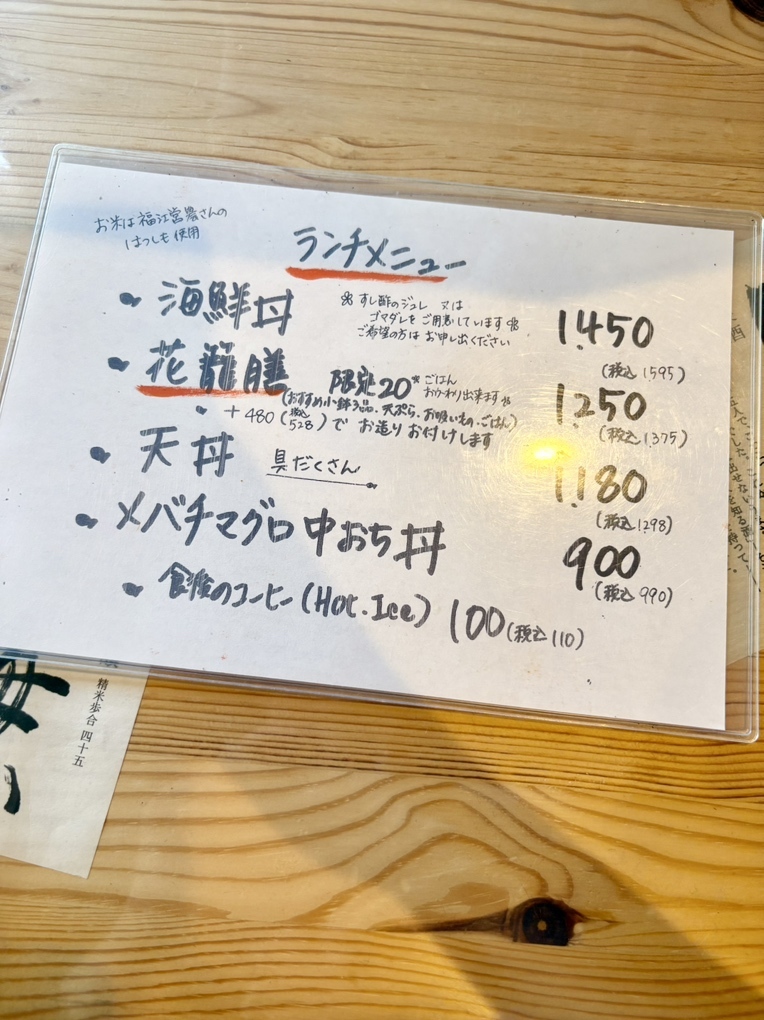 お米は福江営農さんの
はつしも使用
ランチメニュー
・海鮮丼
※すし酢のジュレ 又は
ゴマダレをご用意しています※
ご希望の方はお申し出ください
1,450
(税込 1595)
・花籠膳 限定20食
ごはん
おかわり出来ます※
(おすすめ小鉢3品、天ぷら、お吸いもの、ごはん)
1,250
(税込 1,375)
+480(税込528)で お造りお付けします
・天丼 具だくさん
1,180
(税込 1298)
・メバチマグロ中おち丼
900
(税込 990)
・食後のコーヒー(Hot.Ice) 100(税込110)
精米歩合 四十五